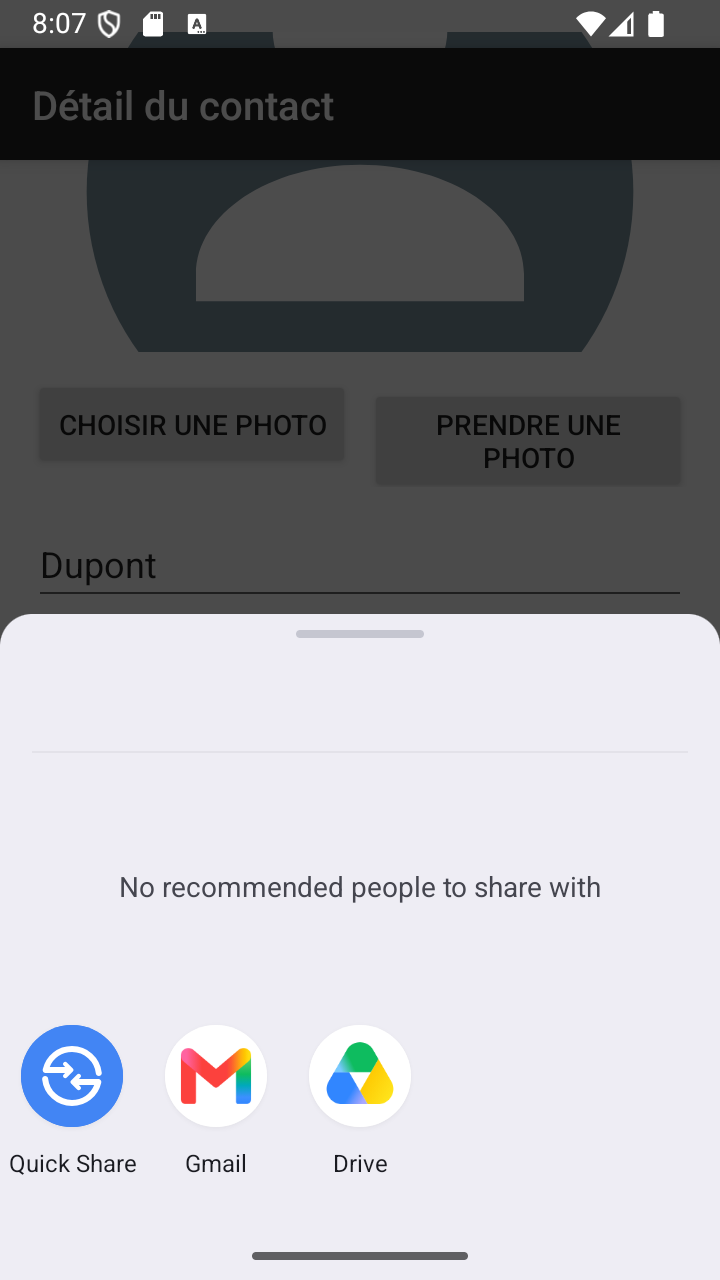 8:07
Détail du contact
CHOISIR UNE PHOTO
PRENDRE UNE
PHOTO
Dupont
No recommended people to share with
Quick Share
Gmail
Drive